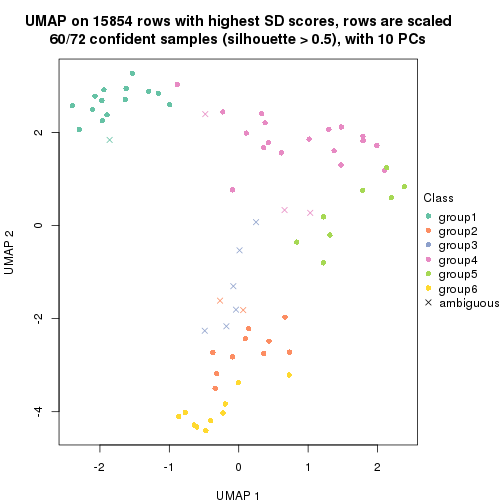 UMAP on 15854 rows with highest SD scores, rows are scaled
60/72 confident samples (silhouette > 0.5), with 10 PCs
2
0
-2
-4
UMAP 2
-2
-1
0
1
2
UMAP 1
Class
group1
group2
group3
group4
group5
group6
ambiguous